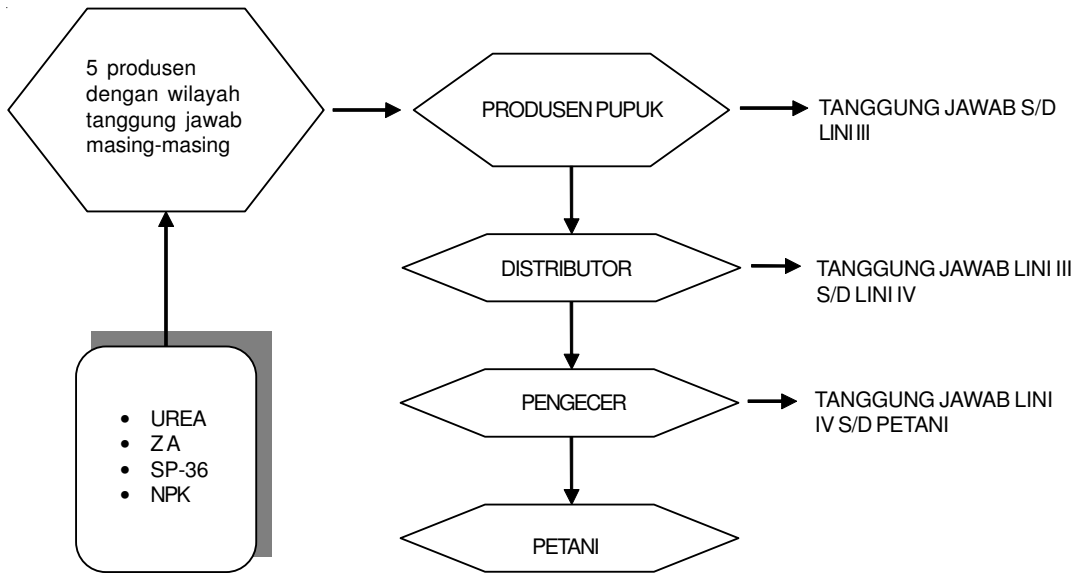 5 produsen
dengan wilayah
tanggung jawab
masing-masing
PRODUSEN PUPUK
TANGGUNG JAWAB S/D
LINI III
DISTRIBUTOR
TANGGUNG JAWAB LINI III
S/D LINI IV
PENGECER
TANGGUNG JAWAB LINI
IV S/D PETANI
• UREA
• ZA
• SP-36
• NPK
PETANI